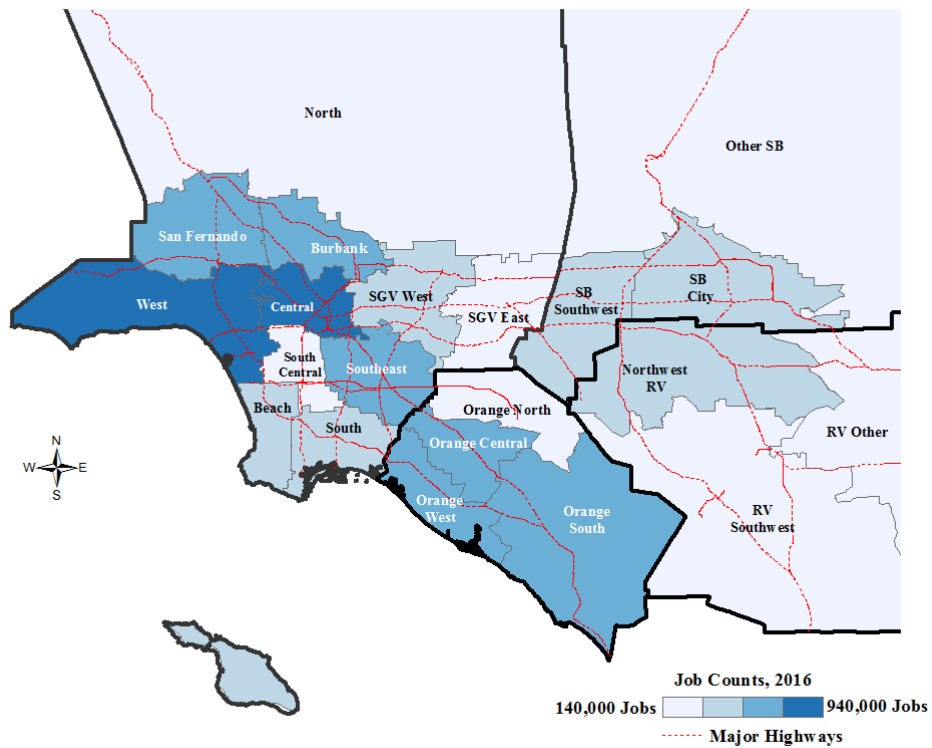 North
Other SB
San Fernando
Burbank
West
Central
SGV West
SGV East
SB
Southwest
SB
City
South
Central
Southeast
Northwest
RV
Beach
South
Orange North
Orange Central
RV Other
N
W E
S
Orange
West
Orange
South
RV
Southwest
Job Counts, 2016
140,000 Jobs 940,000 Jobs
Major Highways